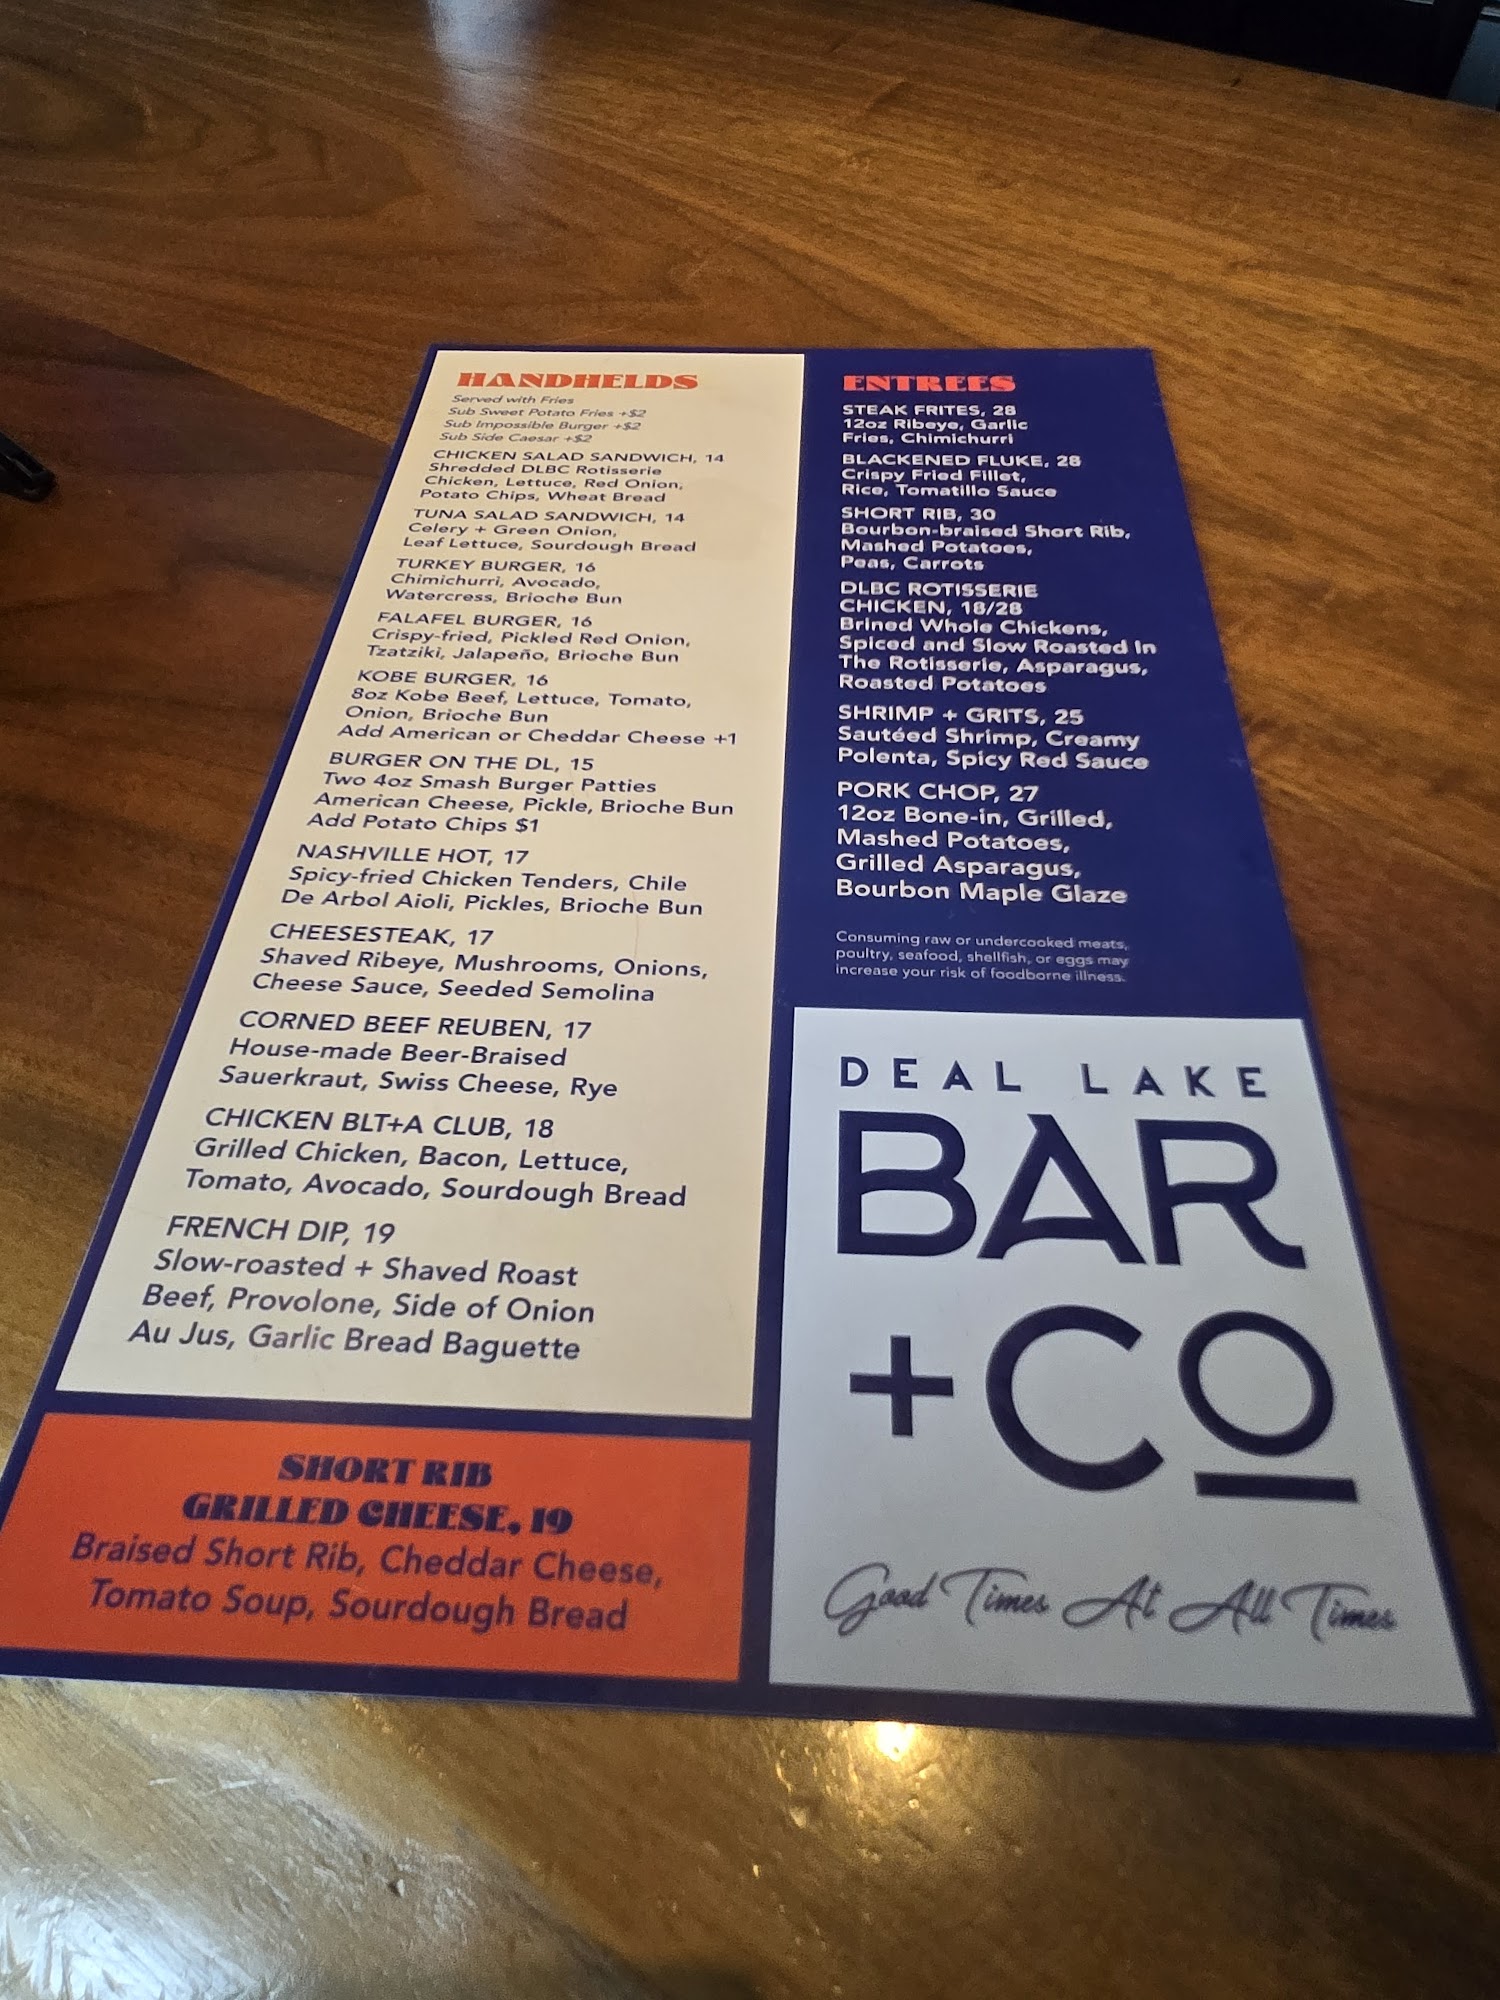 HANDHELDS
Served with Fries
Sub Sweet Potato Fries +$2
Sub Impossible Burger +$2
Sub Side Caesar +$2
CHICKEN SALAD SANDWICH, 14
Shredded DLBC Rotisserie
Chicken, Lettuce, Red Onion,
Potato Chips, Wheat Bread
TUNA SALAD SANDWICH, 14
Celery + Green Onion,
Leaf Lettuce, Sourdough Bread
TURKEY BURGER, 16
Chimichurri, Avocado,
Watercress, Brioche Bun
FALAFEL BURGER, 16
Crispy-fried, Pickled Red Onion,
Tzatziki, Jalapeño, Brioche Bun
KOBE BURGER, 16
8oz Kobe Beef, Lettuce, Tomato,
Onion, Brioche Bun
Add American or Cheddar Cheese +1
BURGER ON THE DL, 15
Two 4oz Smash Burger Patties
American Cheese, Pickle, Brioche Bun
Add Potato Chips $1
NASHVILLE HOT, 17
Spicy-fried Chicken Tenders, Chile
De Arbol Aioli, Pickles, Brioche Bun
CHEESESTEAK, 17
Shaved Ribeye, Mushrooms, Onions,
Cheese Sauce, Seeded Semolina
CORNED BEEF REUBEN, 17
House-made Beer-Braised
Sauerkraut, Swiss Cheese, Rye
CHICKEN BLT+A CLUB, 18
Grilled Chicken, Bacon, Lettuce,
Tomato, Avocado, Sourdough Bread
FRENCH DIP, 19
Slow-roasted + Shaved Roast
Beef, Provolone, Side of Onion
Au Jus, Garlic Bread Baguette
SHORT RIB
GRILLED CHEESE, 19
Braised Short Rib, Cheddar Cheese,
Tomato Soup, Sourdough Bread
ENTREES
STEAK FRITES, 28
12oz Ribeye, Garlic
Fries, Chimichurri
BLACKENED FLUKE, 28
Crispy Fried Fillet,
Rice, Tomatillo Sauce
SHORT RIB, 30
Bourbon-braised Short Rib,
Mashed Potatoes,
Peas, Carrots
DLBC ROTISSERIE
CHICKEN, 18/28
Brined Whole Chickens,
Spiced and Slow Roasted In
The Rotisserie, Asparagus,
Roasted Potatoes
SHRIMP + GRITS, 25
Sautéed Shrimp, Creamy
Polenta, Spicy Red Sauce
PORK CHOP, 27
12oz Bone-in, Grilled,
Mashed Potatoes,
Grilled Asparagus,
Bourbon Maple Glaze
Consuming raw or undercooked meats,
poultry, seafood, shellfish, or eggs may
increase your risk of foodborne illness.
DEAL LAKE
BAR
+CO
Good Times At All Times